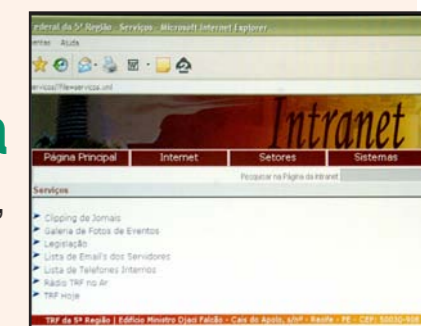 ederal da 5ª Região - Serviços - Microsoft Internet Explorer
Ajuda
Intranet
Página Principal Internet Setores Sistemas
Pesquisar na Página da Intranet
Serviços
Clipping de Jornais
Galeria de Fotos de Eventos
Legislação
Lista de Email's dos Servidores
Lista de Telefones Internos
Rádio TRF no Ar
TRF Hoje
TRF da 5ª Região | Edifício Ministro Djaci Falcão - Cais do Apolo, s/nº - Recife - PE - CEP: 50030-908